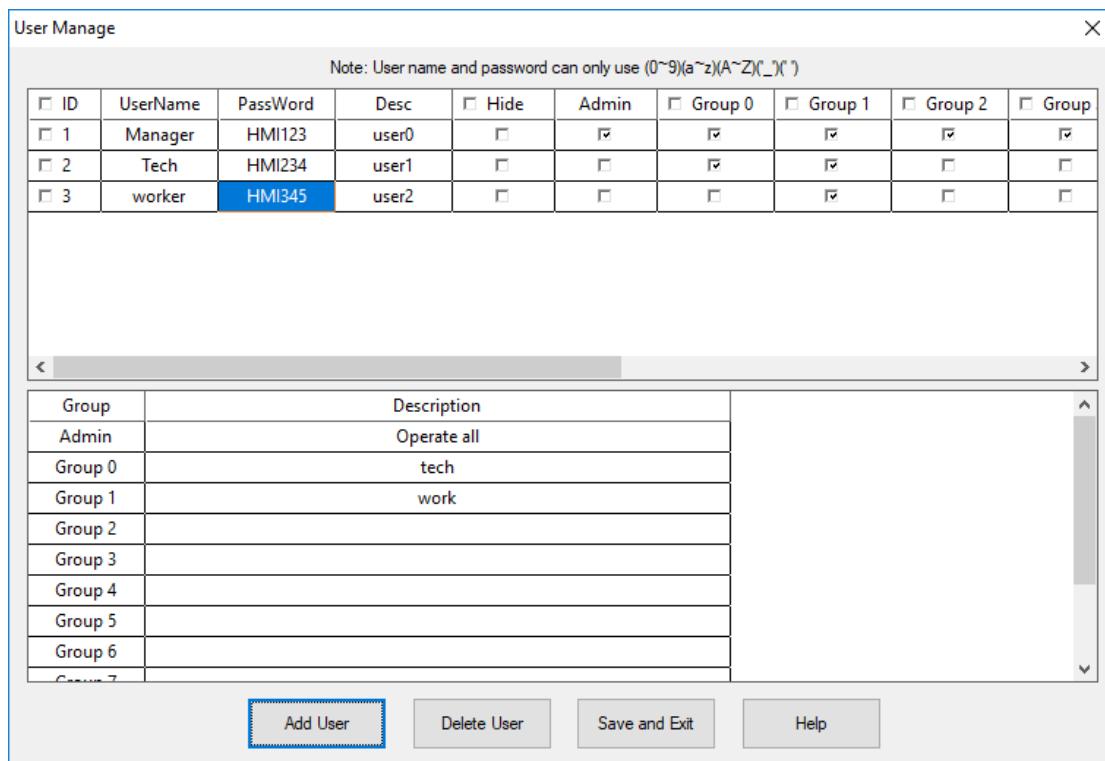 User Manage
Note: User name and password can only use (0~9)(a~z)(A~Z)('_')(' ')
ID UserName PassWord Desc Hide Admin Group 0 Group 1 Group 2 Group
1 Manager HMI123 user0
2 Tech HMI234 user1
3 worker HMI345 user2
Group Description
Admin Operate all
Group 0 tech
Group 1 work
Group 2
Group 3
Group 4
Group 5
Group 6
Add User Delete User Save and Exit Help